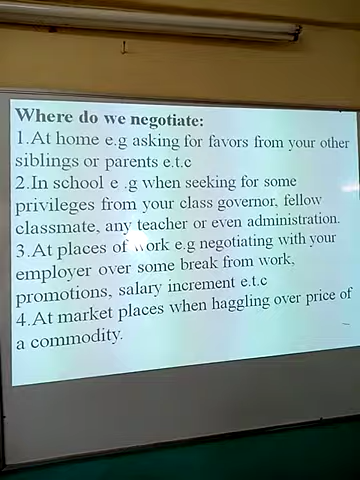 Where do we negotiate:
1.At home e.g asking for favors from your other
siblings or parents e.t.c
2.In school e .g when seeking for some
privileges from your class governor, fellow
classmate, any teacher or even administration.
3.At places of work e.g negotiating with your
employer over some break from work,
promotions, salary increment e.t.c
4.At market places when haggling over price of
a commodity.